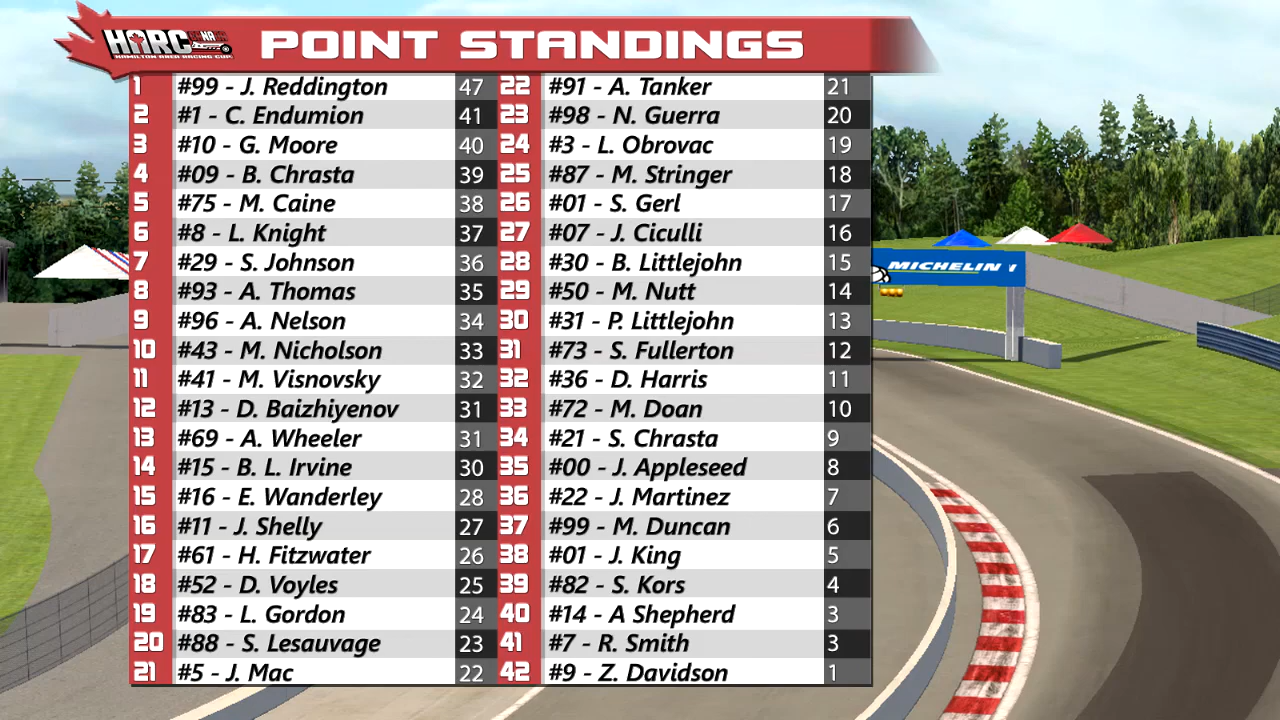 HARC NA
HAMILTON AREA RACING CUP
POINT STANDINGS
1 #99 - J. Reddington 47
2 #1 - C. Endumion 41
3 #10 - G. Moore 40
4 #09 - B. Chrasta 39
5 #75 - M. Caine 38
6 #8 - L. Knight 37
7 #29 - S. Johnson 36
8 #93 - A. Thomas 35
9 #96 - A. Nelson 34
10 #43 - M. Nicholson 33
11 #41 - M. Visnovsky 32
12 #13 - D. Baizhiyenov 31
13 #69 - A. Wheeler 31
14 #15 - B. L. Irvine 30
15 #16 - E. Wanderley 28
16 #11 - J. Shelly 27
17 #61 - H. Fitzwater 26
18 #52 - D. Voyles 25
19 #83 - L. Gordon 24
20 #88 - S. Lesauvage 23
21 #5 - J. Mac 22
22 #91 - A. Tanker 21
23 #98 - N. Guerra 20
24 #3 - L. Obrovac 19
25 #87 - M. Stringer 18
26 #01 - S. Gerl 17
27 #07 - J. Ciculli 16
28 #30 - B. Littlejohn 15
29 #50 - M. Nutt 14
30 #31 - P. Littlejohn 13
31 #73 - S. Fullerton 12
32 #36 - D. Harris 11
33 #72 - M. Doan 10
34 #21 - S. Chrasta 9
35 #00 - J. Appleseed 8
36 #22 - J. Martinez 7
37 #99 - M. Duncan 6
38 #01 - J. King 5
39 #82 - S. Kors 4
40 #14 - A Shepherd 3
41 #7 - R. Smith 3
42 #9 - Z. Davidson 1
MICHELIN